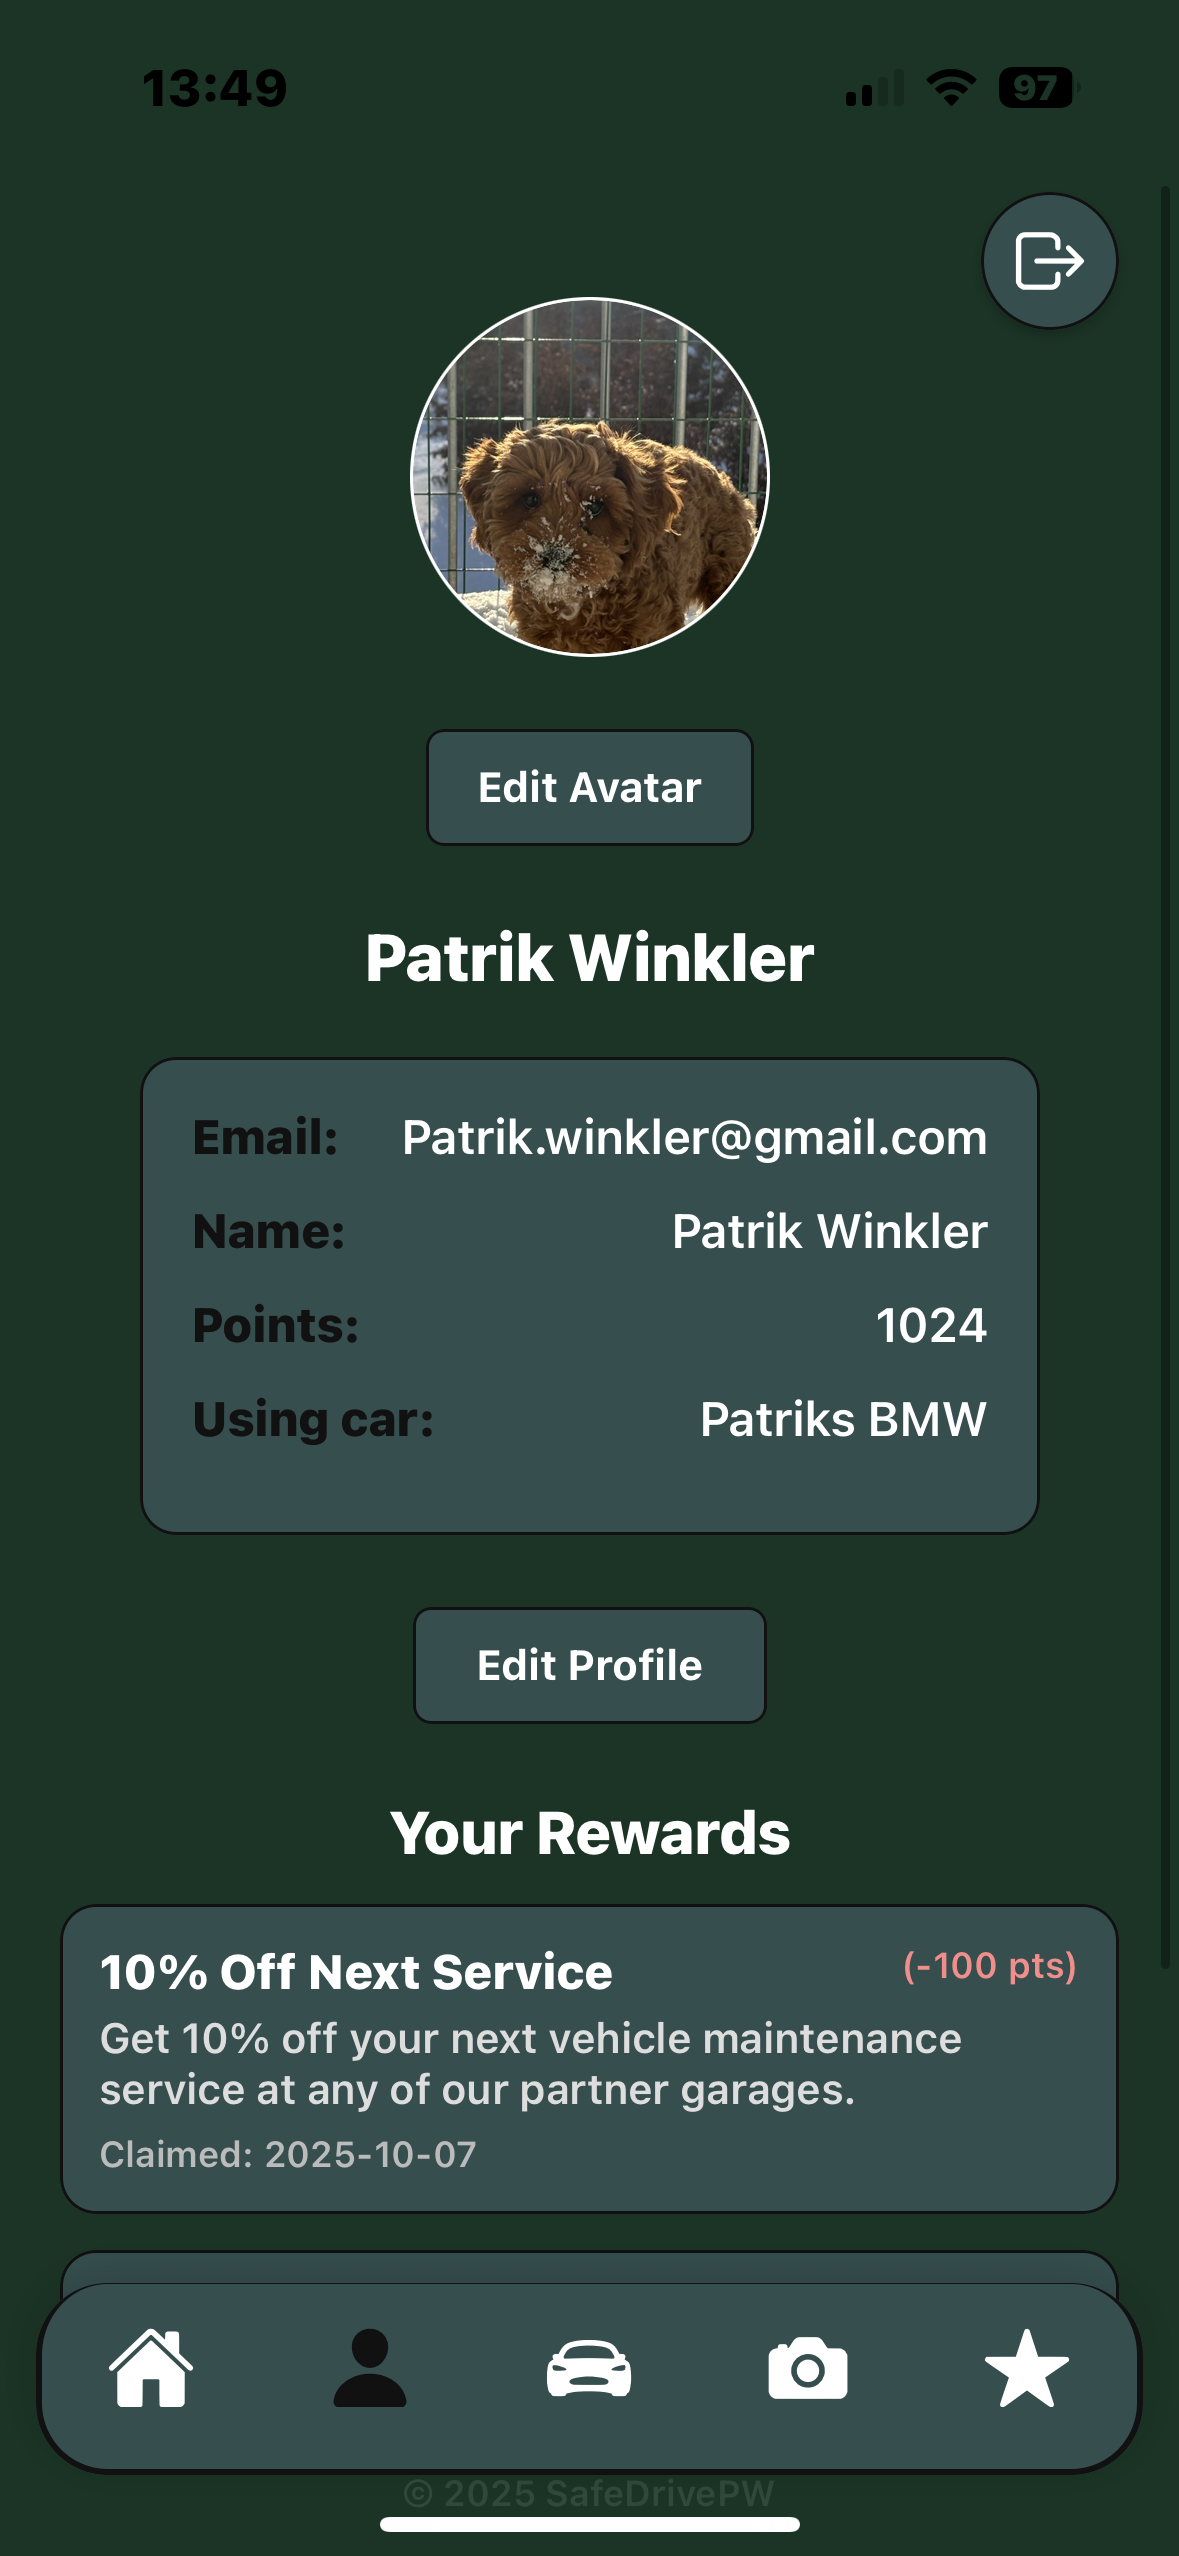 13:49
97
Edit Avatar
Patrik Winkler
Email: Patrik.winkler@gmail.com
Name: Patrik Winkler
Points: 1024
Using car: Patriks BMW
Edit Profile
Your Rewards
10% Off Next Service (-100 pts)
Get 10% off your next vehicle maintenance
service at any of our partner garages.
Claimed: 2025-10-07
© 2025 SafeDrivePW